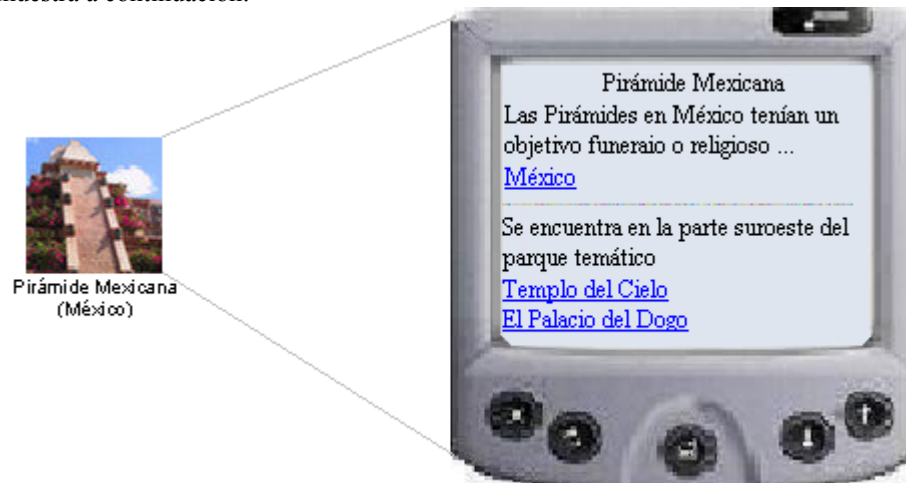 Pirámide Mexicana
(México)
Pirámide Mexicana
Las Pirámides en México tenían un
objetivo funeraio o religioso ...
México
Se encuentra en la parte suroeste del
parque temático
Templo del Cielo
El Palacio del Dogo